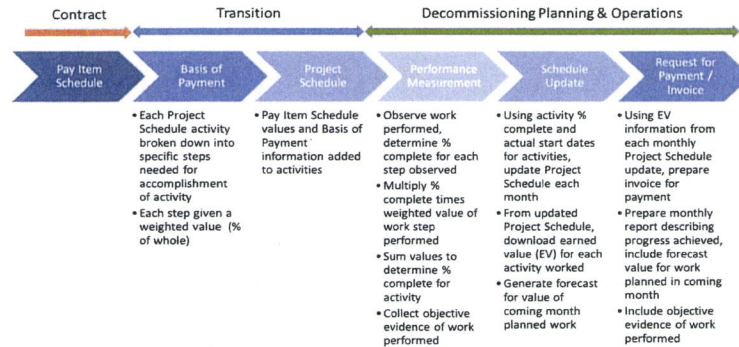 Contract
Transition
Decommissioning Planning & Operations
Pay Item
Schedule
Basis of
Payment
Project
Schedule
Performance
Measurement
Schedule
Update
Request for
Payment /
Invoice
• Each Project
Schedule activity
broken down into
specific steps
needed for
accomplishment
of activity
• Each step given a
weighted value (%
of whole)
• Pay Item Schedule
values and Basis of
Payment
information added
to activities
• Observe work
performed,
determine %
complete for each
step observed
• Multiply %
complete times
weighted value of
work step
performed
• Sum values to
determine %
complete for
activity
• Collect objective
evidence of work
performed
• Using activity %
complete and
actual start dates
for activities,
update Project
Schedule each
month
• From updated
Project Schedule,
download earned
value (EV) for each
activity worked
• Generate forecast
for value of
coming month
planned work
• Using EV
information from
each monthly
Project Schedule
update, prepare
invoice for
payment
• Prepare monthly
report describing
progress achieved,
include forecast
value for work
planned in coming
month
• Include objective
evidence of work
performed